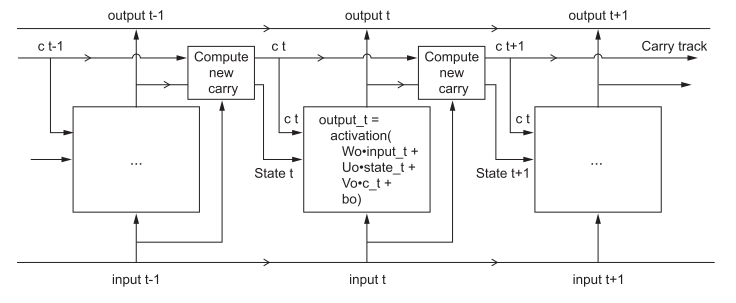 output t-1
output t
output t+1
c t-1
Compute
new
carry
c t
Compute
new
carry
c t+1
Carry track
...
c t
State t
output_t =
activation(
Wo•input_t +
Uo•state_t +
Vo•c_t +
bo)
c t
State t+1
...
input t-1
input t
input t+1